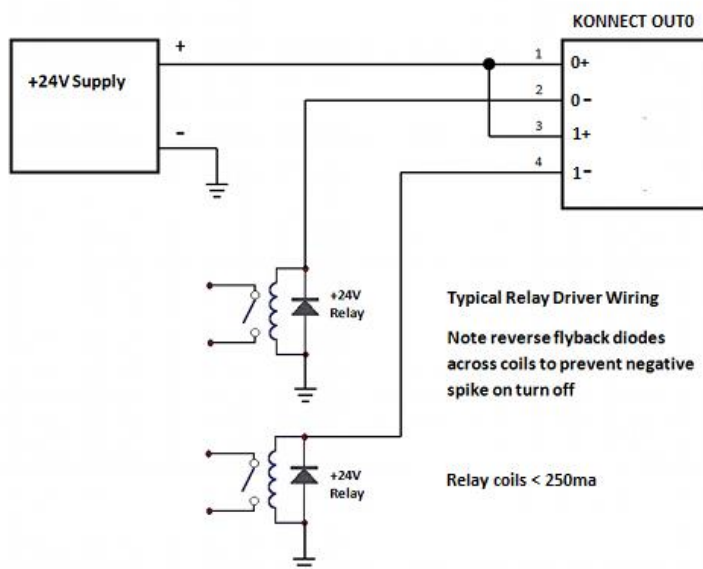 KONNECT OUT0
+24V Supply
+
-
1
0+
2
0-
3
1+
4
1-
+24V
Relay
Typical Relay Driver Wiring
Note reverse flyback diodes
across coils to prevent negative
spike on turn off
+24V
Relay
Relay coils < 250ma